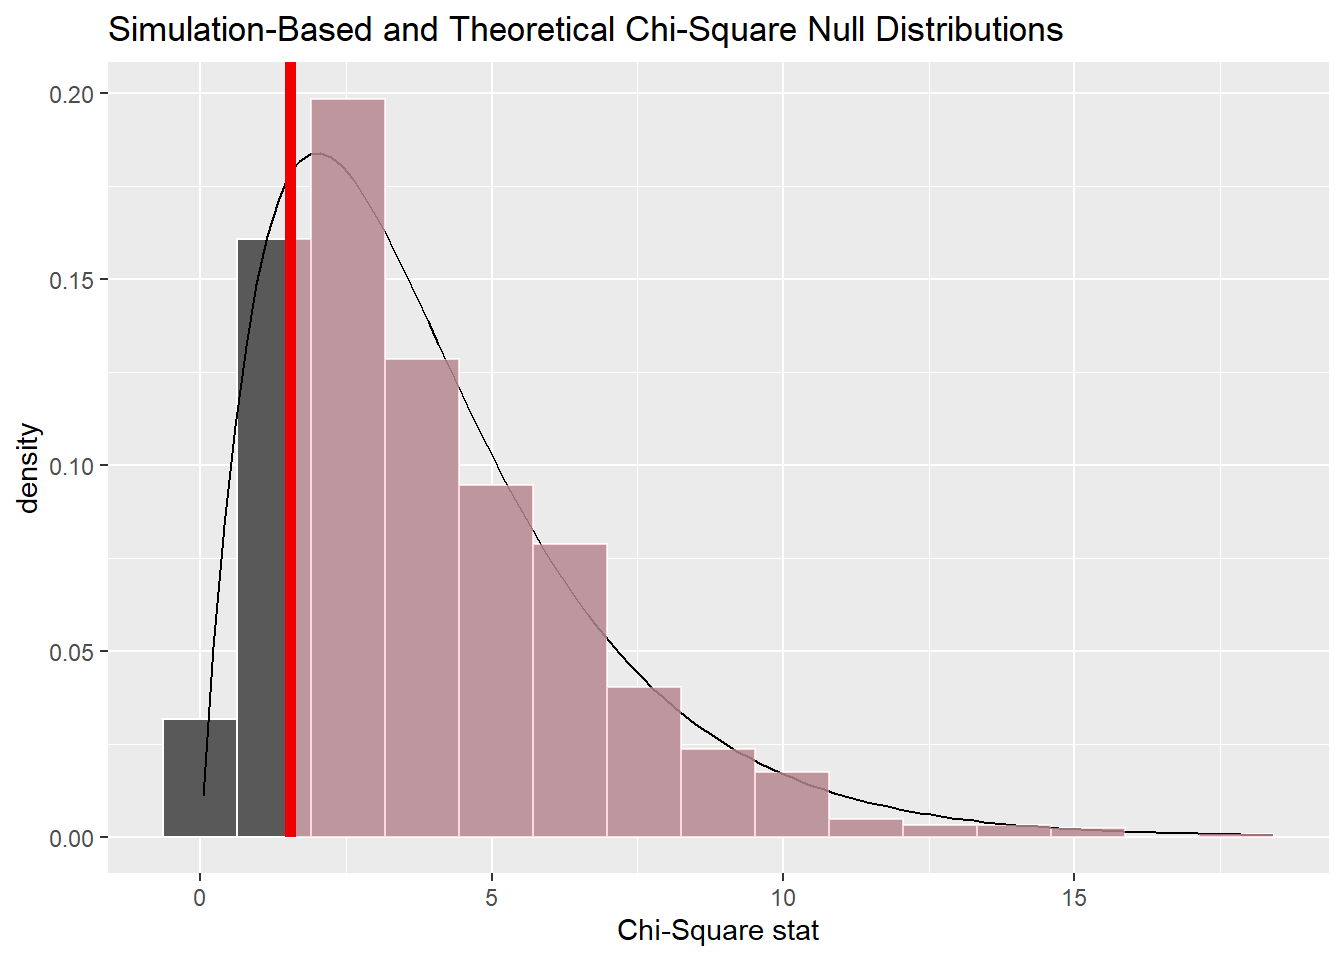 Simulation-Based and Theoretical Chi-Square Null Distributions
0.20
0.15
0.10
0.05
0.00
density
0 5 10 15
Chi-Square stat